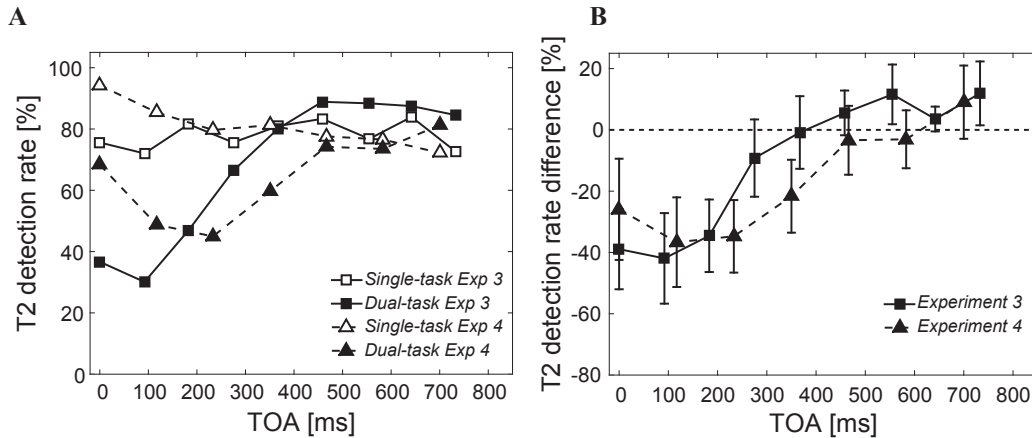 A
T2 detection rate [%]
100
80
60
40
20
0
0 100 200 300 400 500 600 700 800
TOA [ms]
Single-task Exp 3
Dual-task Exp 3
Single-task Exp 4
Dual-task Exp 4
B
T2 detection rate difference [%]
20
0
-20
-40
-60
-80
0 100 200 300 400 500 600 700 800
TOA [ms]
Experiment 3
Experiment 4